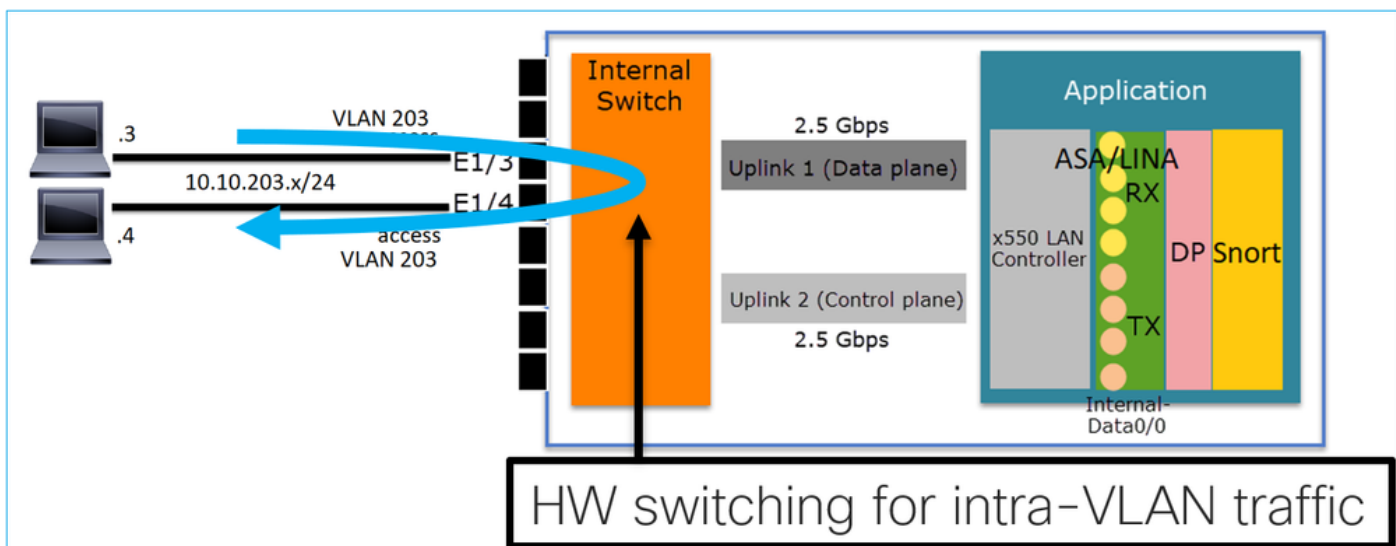 .3
VLAN 203
E1/3
10.10.203.x/24
E1/4
.4
access
VLAN 203
Internal
Switch
2.5 Gbps
Uplink 1 (Data plane)
Uplink 2 (Control plane)
2.5 Gbps
Application
x550 LAN
Controller
ASA/LINA
RX
TX
DP
Snort
Internal-
Data0/0
HW switching for intra-VLAN traffic